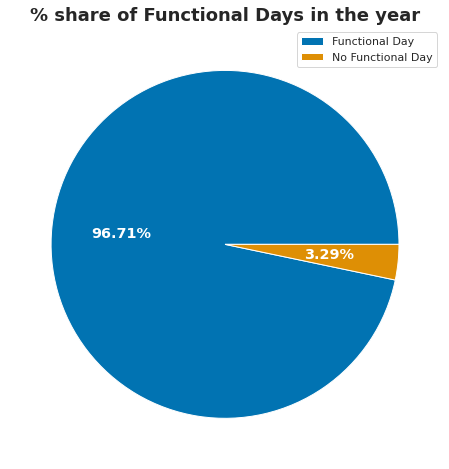 % share of Functional Days in the year
Functional Day
No Functional Day
96.71%
3.29%